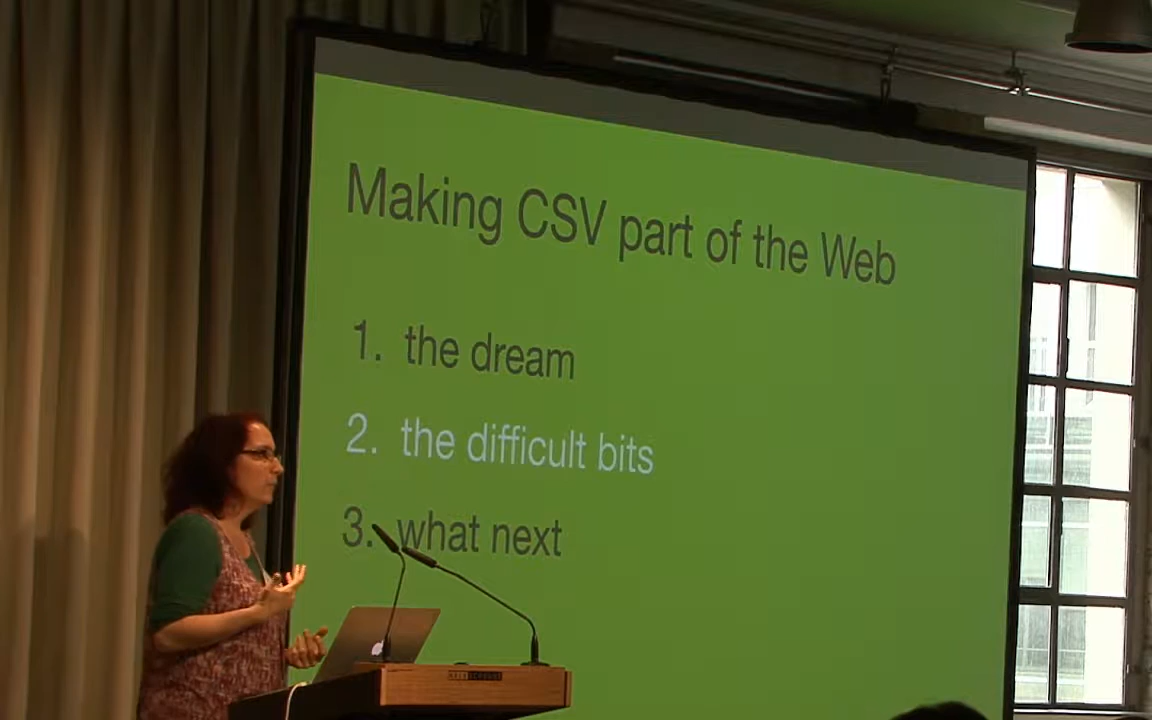 Making CSV part of the Web
1. the dream
2. the difficult bits
3. what next